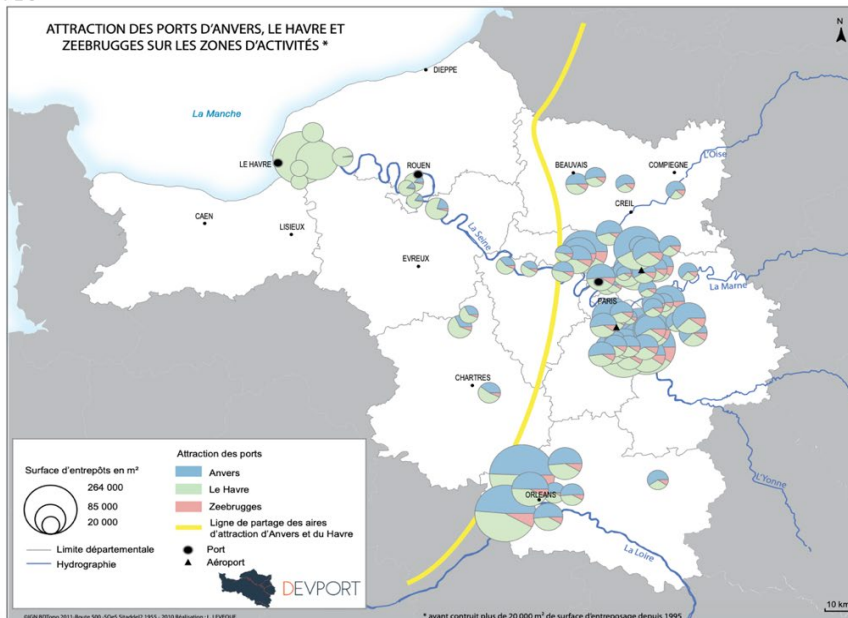 ATTRACTION DES PORTS D'ANVERS, LE HAVRE ET
ZEEBRUGGES SUR LES ZONES D'ACTIVITÉS *
N
DIEPPE
La Manche
LE HAVRE
ROUEN
BEAUVAIS
COMPIEGNE
L'Oise
CREIL
CAEN
LISIEUX
La Seine
EVREUX
La Marne
PARIS
CHARTRES
ORLEANS
L'Yonne
La Loire
Surface d'entrepôts en m²
264 000
85 000
20 000
Limite départementale
Hydrographie
Attraction des ports
Anvers
Le Havre
Zeebrugges
Ligne de partage des aires
d'attraction d'Anvers et du Havre
Port
Aéroport
DEVPORT
10 km
* ayant contruit plus de 20 000 m² de surface d'entreposage depuis 1995